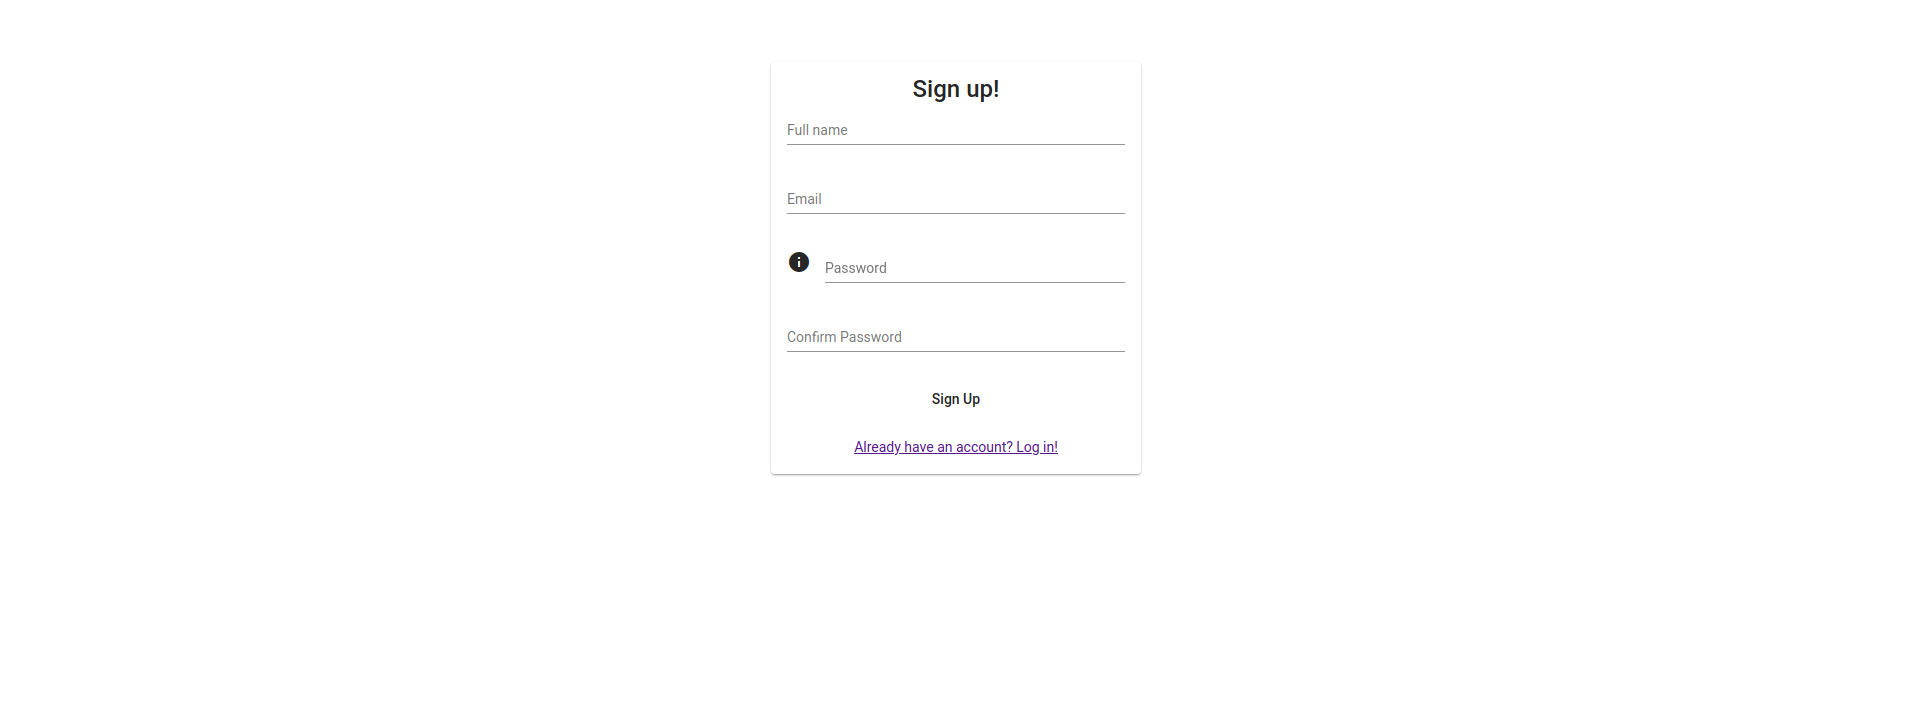 Sign up!
Full name
Email
Password
Confirm Password
Sign Up
Already have an account? Log in!